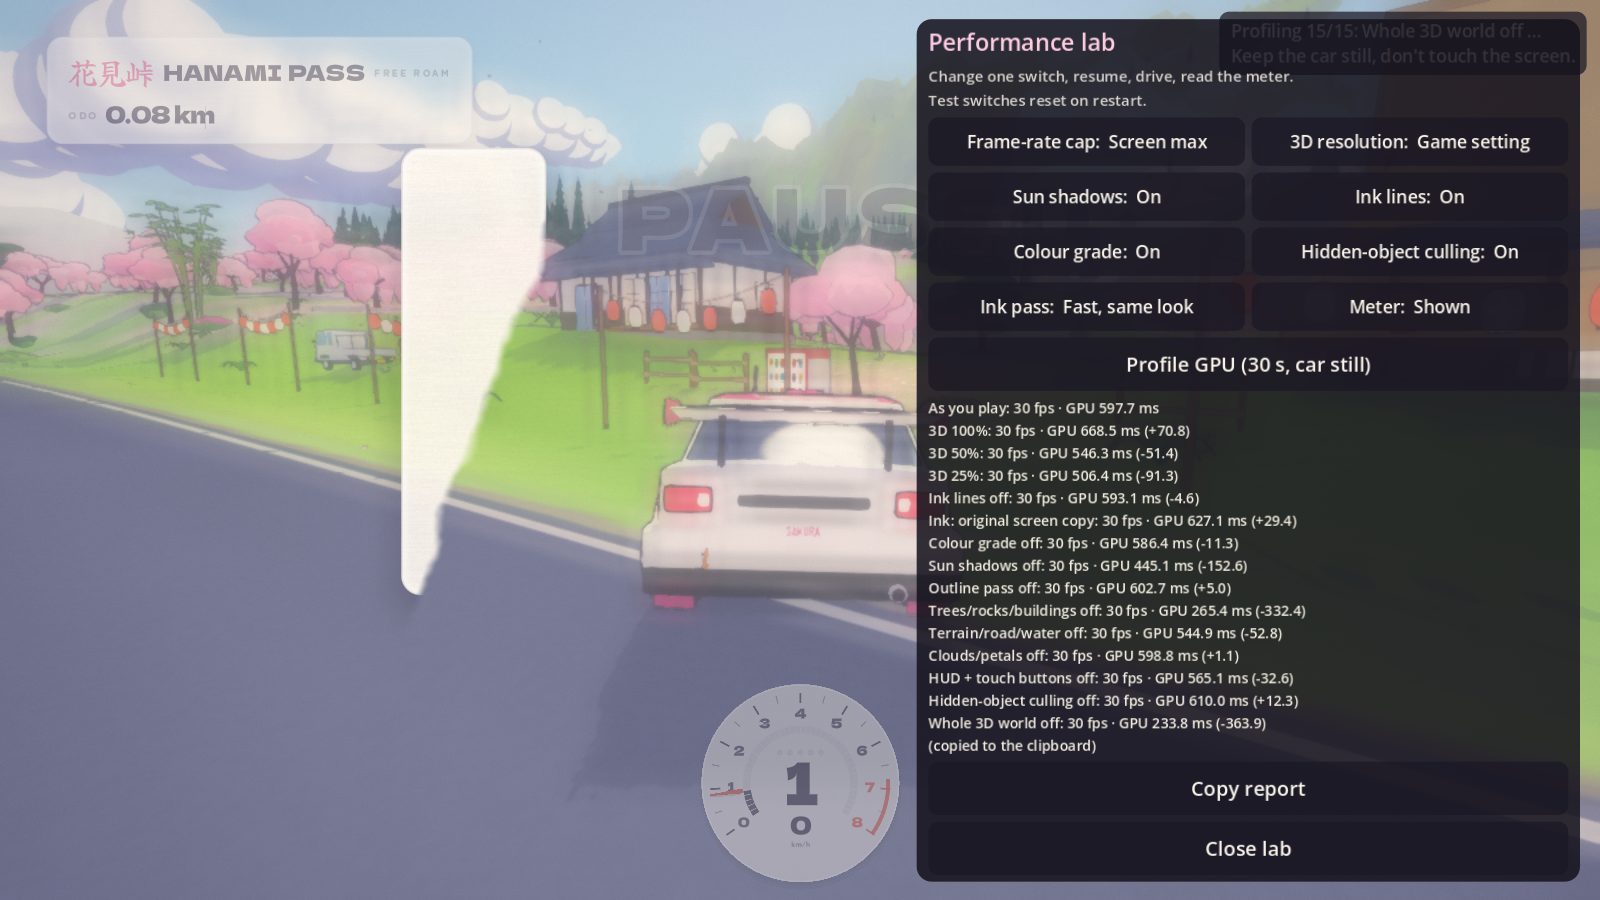 花見峠 HANAMI PASS FREE ROAM
ODO 0.08 km
PAUS
Profiling 15/15: Whole 3D world off ...
Keep the car still, don't touch the screen.
Performance lab
Change one switch, resume, drive, read the meter.
Test switches reset on restart.
Frame-rate cap: Screen max
3D resolution: Game setting
Sun shadows: On
Ink lines: On
Colour grade: On
Hidden-object culling: On
Ink pass: Fast, same look
Meter: Shown
Profile GPU (30 s, car still)
As you play: 30 fps · GPU 597.7 ms
3D 100%: 30 fps · GPU 668.5 ms (+70.8)
3D 50%: 30 fps · GPU 546.3 ms (-51.4)
3D 25%: 30 fps · GPU 506.4 ms (-91.3)
Ink lines off: 30 fps · GPU 593.1 ms (-4.6)
Ink: original screen copy: 30 fps · GPU 627.1 ms (+29.4)
Colour grade off: 30 fps · GPU 586.4 ms (-11.3)
Sun shadows off: 30 fps · GPU 445.1 ms (-152.6)
Outline pass off: 30 fps · GPU 602.7 ms (+5.0)
Trees/rocks/buildings off: 30 fps · GPU 265.4 ms (-332.4)
Terrain/road/water off: 30 fps · GPU 544.9 ms (-52.8)
Clouds/petals off: 30 fps · GPU 598.8 ms (+1.1)
HUD + touch buttons off: 30 fps · GPU 565.1 ms (-32.6)
Hidden-object culling off: 30 fps · GPU 610.0 ms (+12.3)
Whole 3D world off: 30 fps · GPU 233.8 ms (-363.9)
(copied to the clipboard)
Copy report
Close lab
SAKURA
0 1 2 3 4 5 6 7 8
1
0
km/h